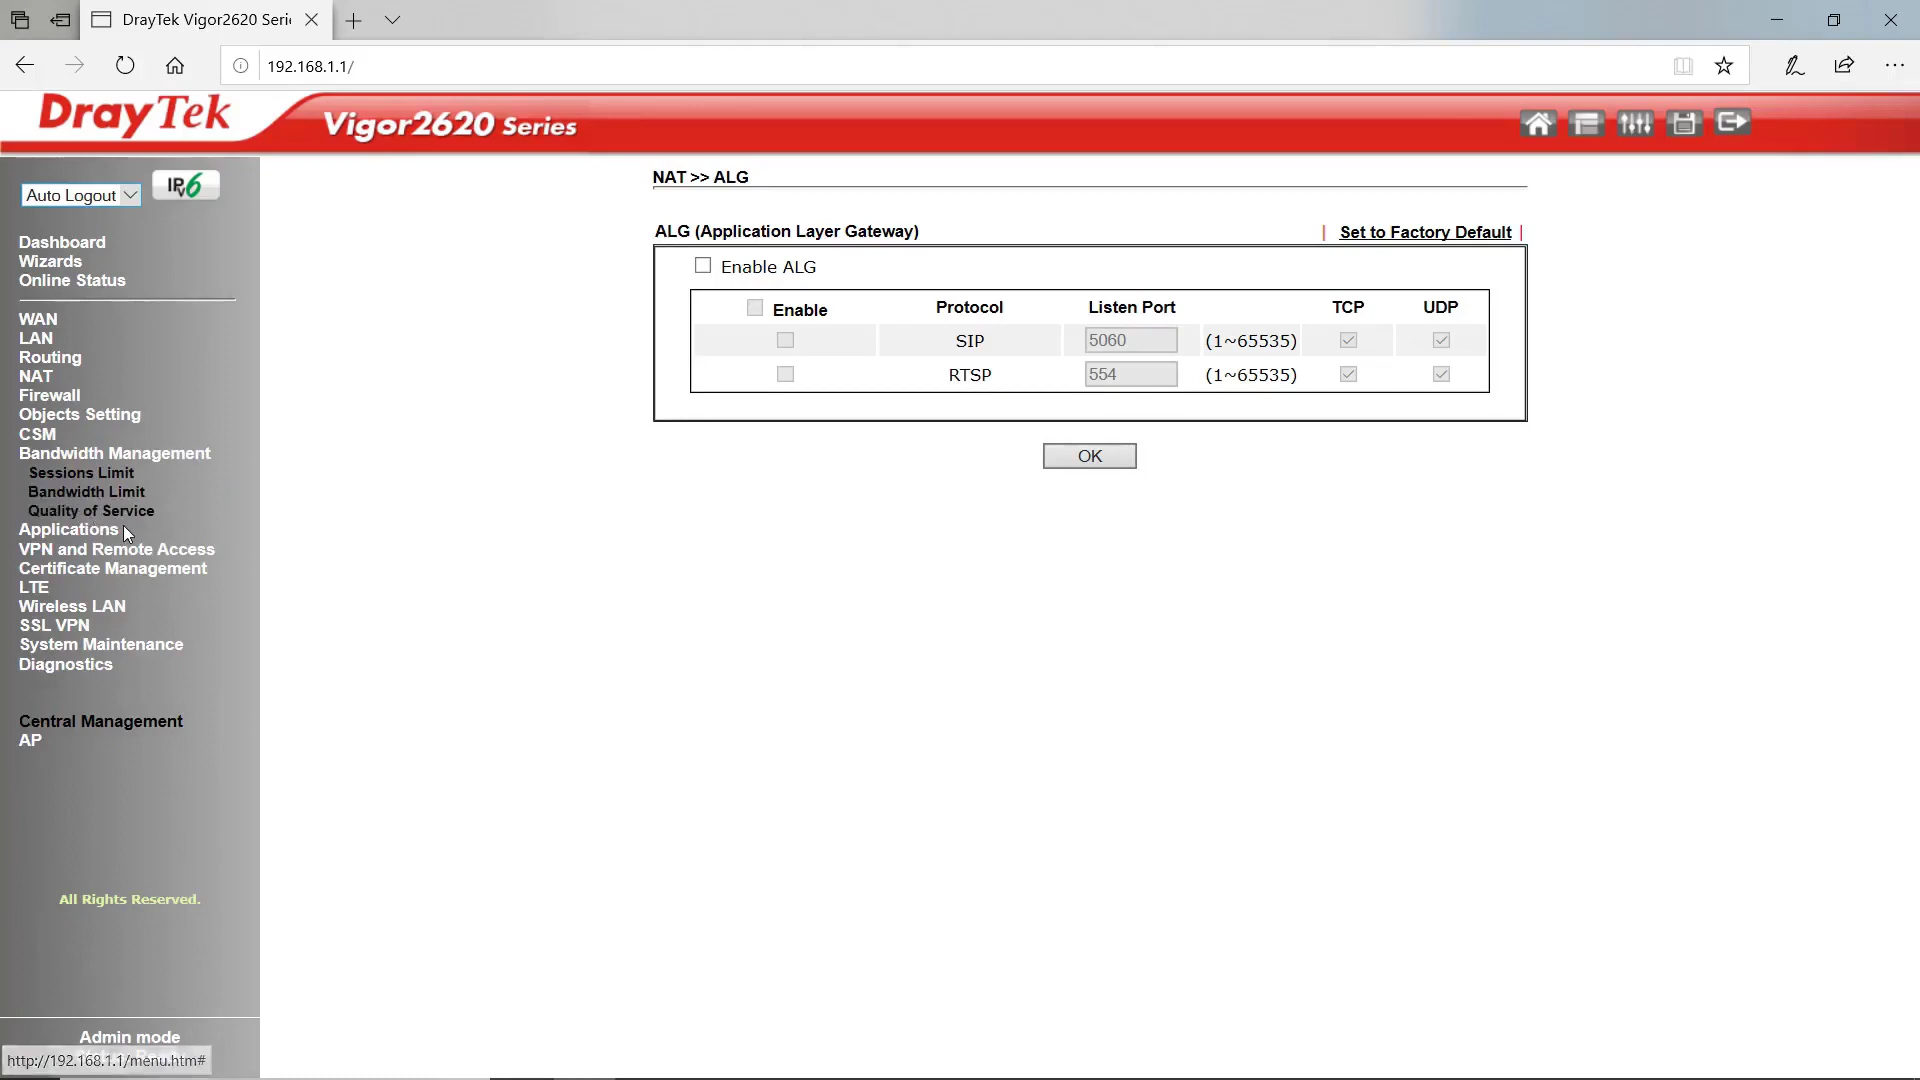 DrayTek Vigor2620 Seri
192.168.1.1/
DrayTek
Vigor2620 Series
Auto Logout
IPv6
Dashboard
Wizards
Online Status
WAN
LAN
Routing
NAT
Firewall
Objects Setting
CSM
Bandwidth Management
Sessions Limit
Bandwidth Limit
Quality of Service
Applications
VPN and Remote Access
Certificate Management
LTE
Wireless LAN
SSL VPN
System Maintenance
Diagnostics
Central Management
AP
All Rights Reserved.
Admin mode
http://192.168.1.1/menu.htm#
NAT >> ALG
ALG (Application Layer Gateway) | Set to Factory Default |
Enable ALG
Enable Protocol Listen Port TCP UDP
SIP 5060 (1~65535)
RTSP 554 (1~65535)
OK